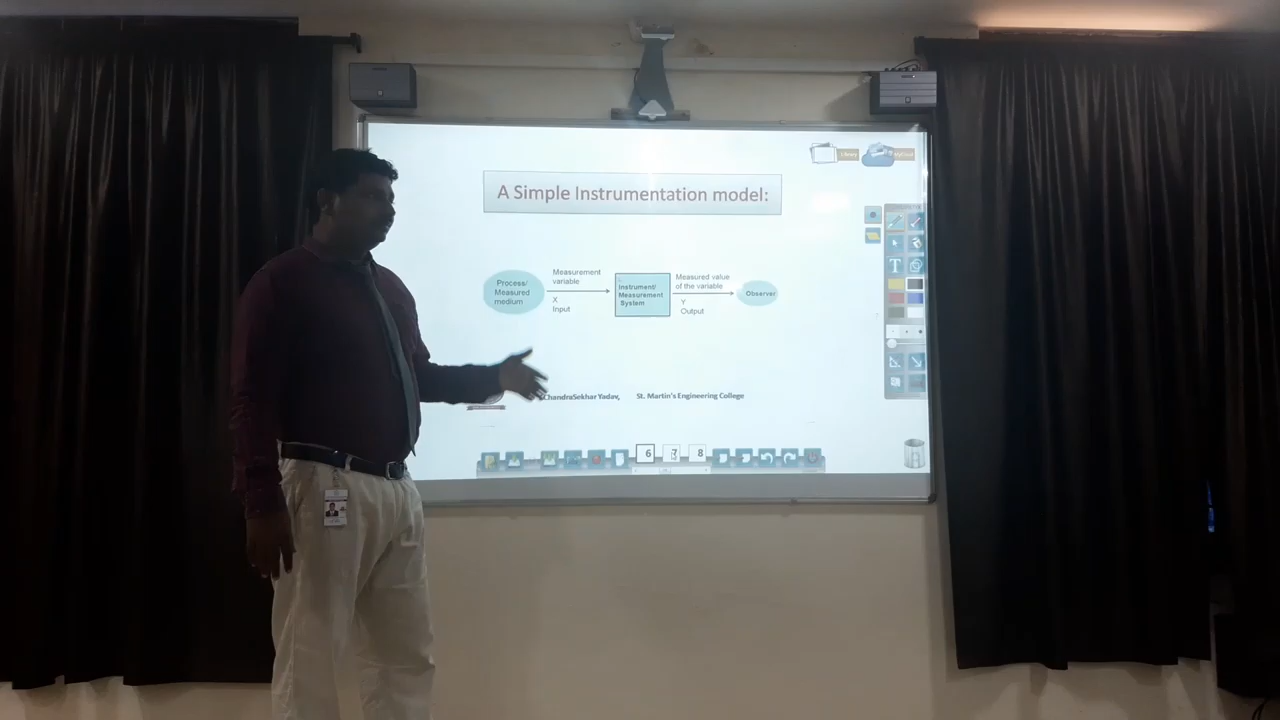 Library
A Simple Instrumentation model:
Process/
Measured
medium
Measurement
variable
X
Input
Instrument/
Measurement
System
Measured value
of the variable
Y
Output
Observer
ChandraSekhar Yadav, St. Martin's Engineering College
T
6 7 8